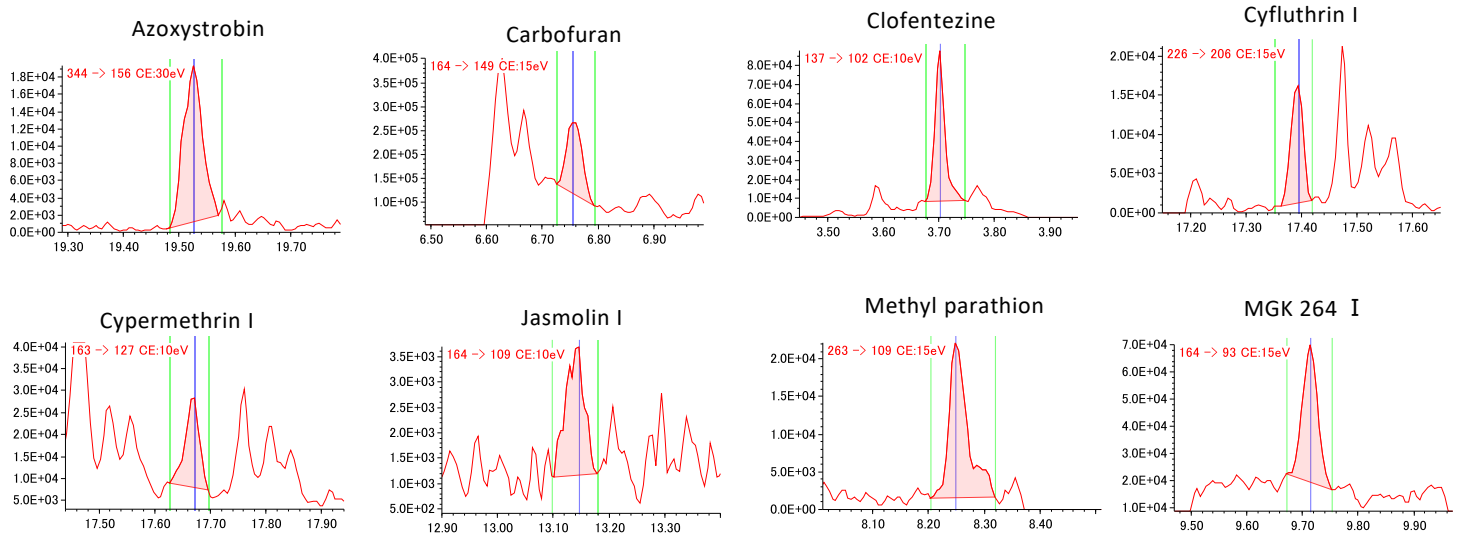 Azoxystrobin
344 -> 156 CE:30eV
1.8E+04
1.6E+04
1.4E+04
1.2E+04
1.0E+04
8.0E+03
6.0E+03
4.0E+03
2.0E+03
0.0E+00
19.30 19.40 19.50 19.60 19.70
Carbofuran
164 -> 149 CE:15eV
4.0E+05
3.5E+05
3.0E+05
2.5E+05
2.0E+05
1.5E+05
1.0E+05
6.50 6.60 6.70 6.80 6.90
Clofentezine
137 -> 102 CE:10eV
8.0E+04
7.0E+04
6.0E+04
5.0E+04
4.0E+04
3.0E+04
2.0E+04
1.0E+04
0.0E+00
3.50 3.60 3.70 3.80 3.90
Cyfluthrin I
226 -> 206 CE:15eV
2.0E+04
1.5E+04
1.0E+04
5.0E+03
0.0E+00
17.20 17.30 17.40 17.50 17.60
Cypermethrin I
163 -> 127 CE:10eV
4.0E+04
3.5E+04
3.0E+04
2.5E+04
2.0E+04
1.5E+04
1.0E+04
5.0E+03
17.50 17.60 17.70 17.80 17.90
Jasmolin I
164 -> 109 CE:10eV
3.5E+03
3.0E+03
2.5E+03
2.0E+03
1.5E+03
1.0E+03
5.0E+02
12.90 13.00 13.10 13.20 13.30
Methyl parathion
263 -> 109 CE:15eV
2.0E+04
1.5E+04
1.0E+04
5.0E+03
0.0E+00
8.10 8.20 8.30 8.40
MGK 264 I
164 -> 93 CE:15eV
7.0E+04
6.0E+04
5.0E+04
4.0E+04
3.0E+04
2.0E+04
1.0E+04
9.50 9.60 9.70 9.80 9.90